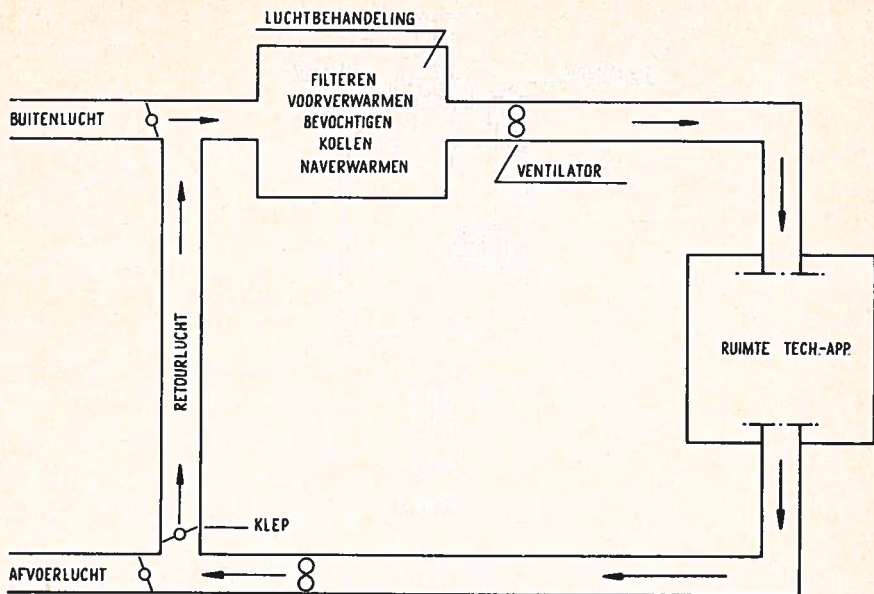 LUCHTBEHANDELING
FILTEREN
VOORVERWARMEN
BEVOCHTIGEN
KOELEN
NAVERWARMEN
BUITENLUCHT
VENTILATOR
RETOURLUCHT
RUIMTE TECH.-APP.
KLEP
AFVOERLUCHT